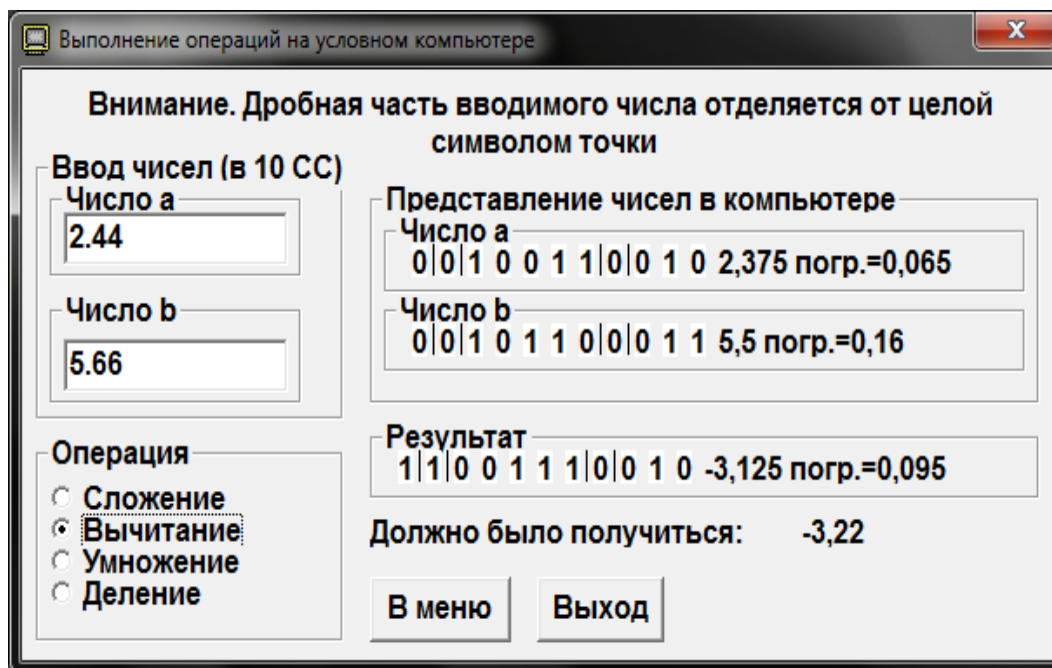 Выполнение операций на условном компьютере
X
Внимание. Дробная часть вводимого числа отделяется от целой
символом точки
Ввод чисел (в 10 СС)
Число a
2.44
Число b
5.66
Представление чисел в компьютере
Число a
0|0|1 0 0 1 1|0|0 1 0 2,375 погр.=0,065
Число b
0|0|1 0 1 1 0|0|0 1 1 5,5 погр.=0,16
Операция
Сложение
Вычитание
Умножение
Деление
Результат
1|1|0 0 1 1 1|0|0 1 0 -3,125 погр.=0,095
Должно было получиться: -3,22
В меню
Выход